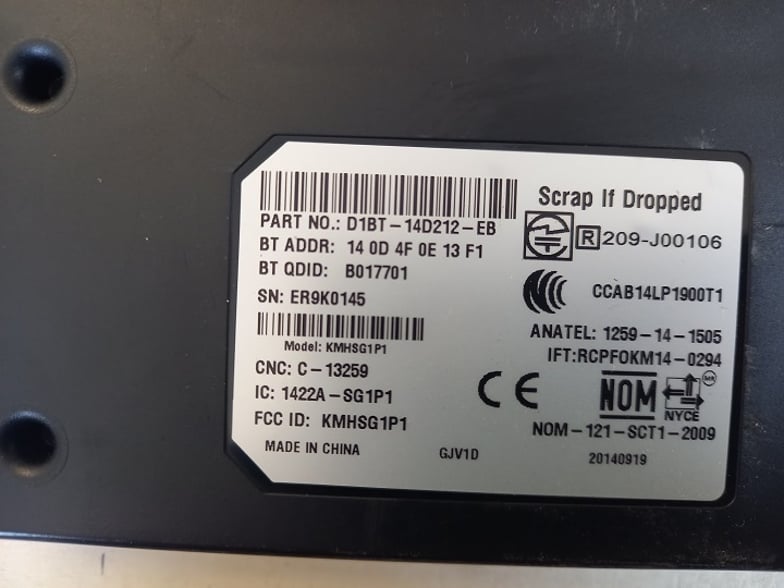 Scrap If Dropped
PART NO.: D1BT-14D212-EB
BT ADDR: 14 0D 4F 0E 13 F1
R 209-J00106
BT QDID: B017701
CCAB14LP1900T1
SN: ER9K0145
ANATEL: 1259-14-1505
Model: KMHSG1P1
IFT:RCPFOKM14-0294
CNC: C-13259
IC: 1422A-SG1P1
CE NOM NYCE
FCC ID: KMHSG1P1
NOM-121-SCT1-2009
MADE IN CHINA
GJV1D
20140919